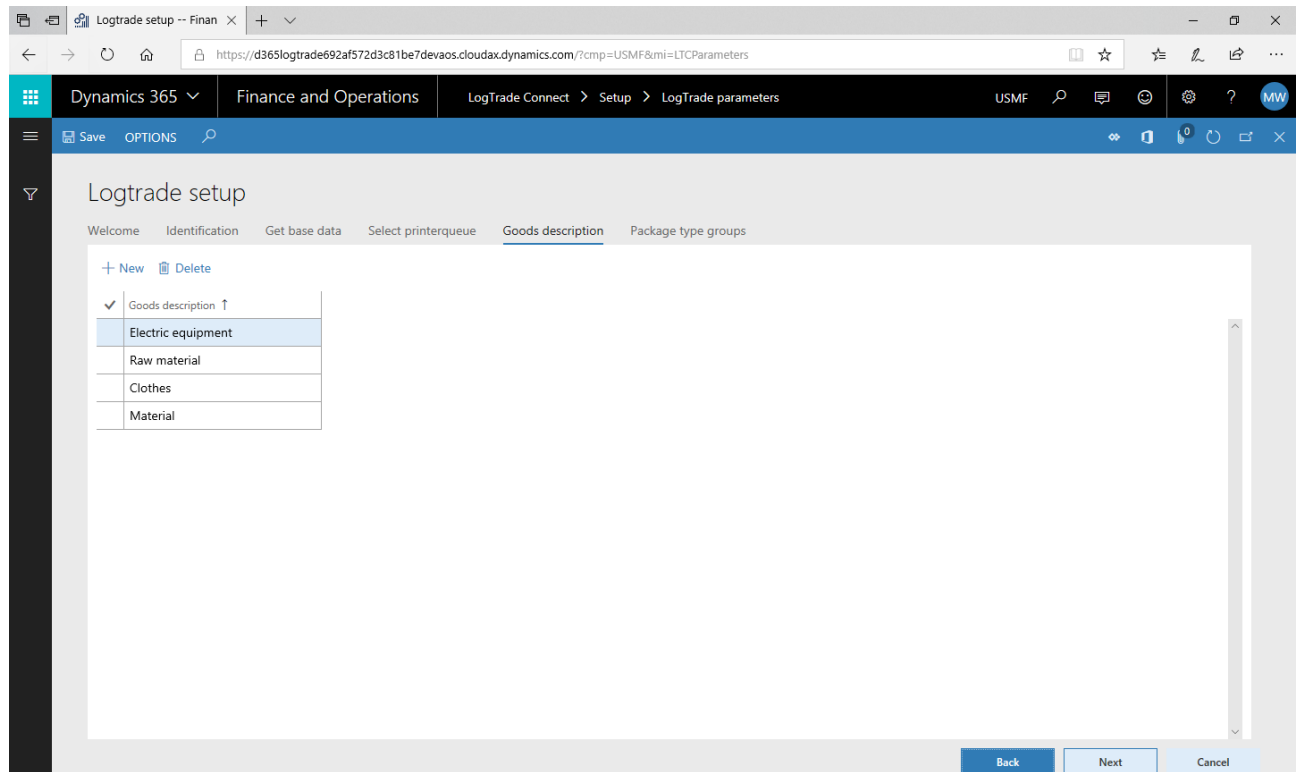 Logtrade setup -- Finan
https://d365logtrade692af572d3c81be7devaos.cloudax.dynamics.com/?cmp=USMF&mi=LTCParameters
Dynamics 365 Finance and Operations LogTrade Connect > Setup > LogTrade parameters USMF ? MW
Save OPTIONS 0
Logtrade setup
Welcome Identification Get base data Select printerqueue Goods description Package type groups
+ New Delete
Goods description ↑
Electric equipment
Raw material
Clothes
Material
Back Next Cancel